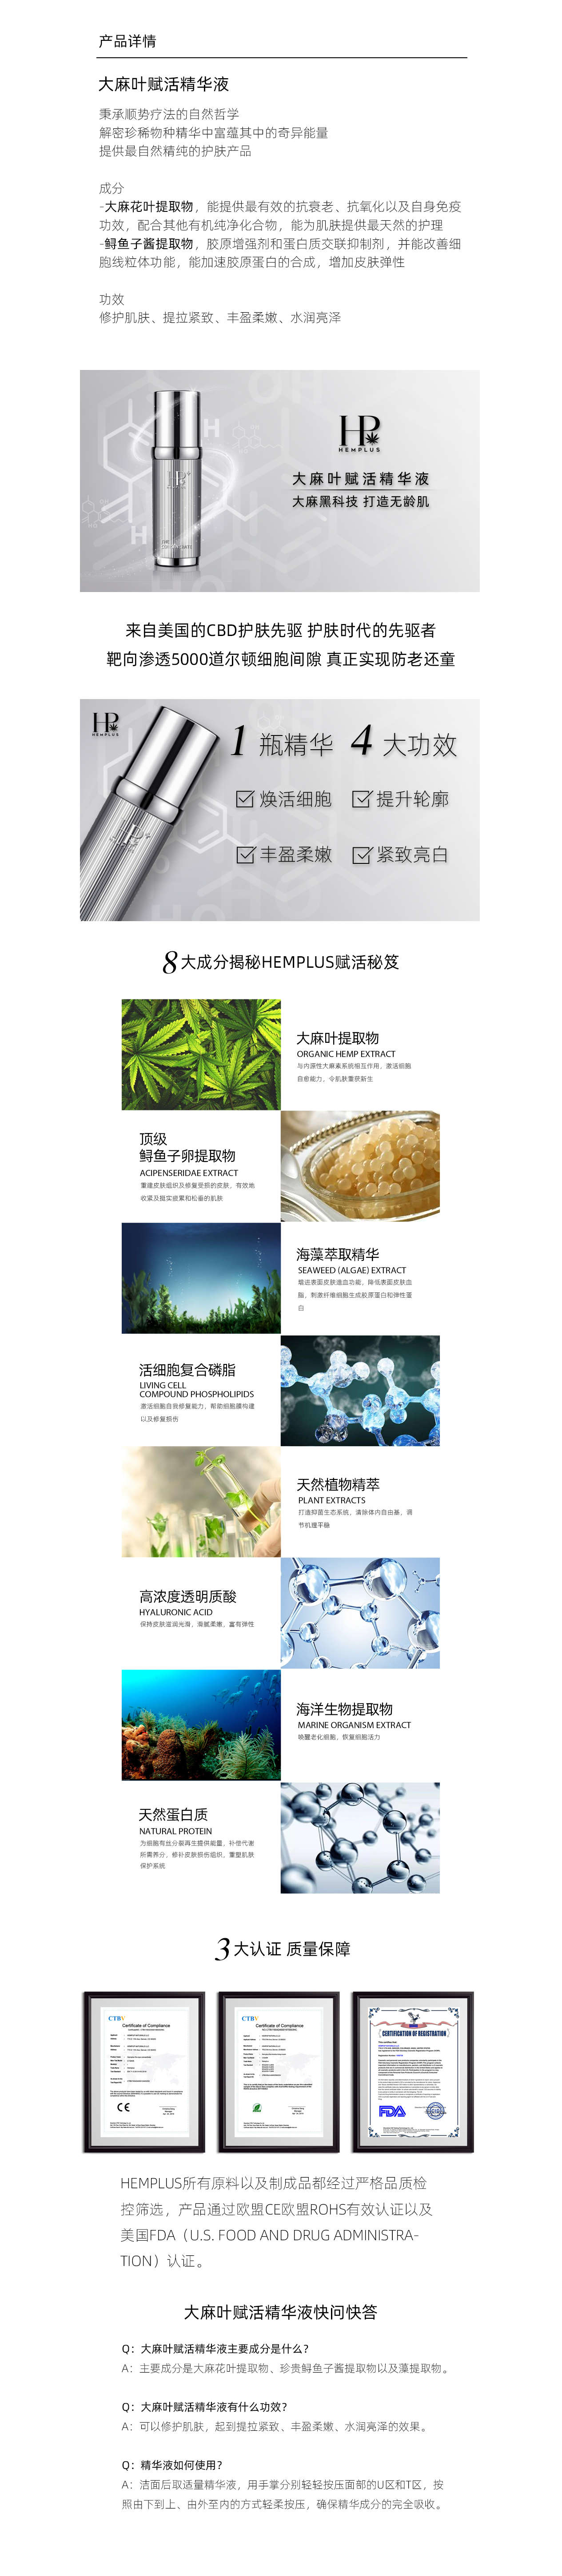 产品详情
大麻叶赋活精华液
秉承顺势疗法的自然哲学
解密珍稀物种精华中富蕴其中的奇异能量
提供最自然精纯的护肤产品
成分
-大麻花叶提取物，能提供最有效的抗衰老、抗氧化以及自身免疫
功效，配合其他有机纯净化合物，能为肌肤提供最天然的护理
-鲟鱼子酱提取物，胶原增强剂和蛋白质交联抑制剂，并能改善细
胞线粒体功能，能加速胶原蛋白的合成，增加皮肤弹性
功效
修护肌肤、提拉紧致、丰盈柔嫩、水润亮泽
HP
HEMPLUS
大麻叶赋活精华液
大麻黑科技 打造无龄肌
来自美国的CBD护肤先驱 护肤时代的先驱者
靶向渗透5000道尔顿细胞间隙 真正实现防老还童
HP
HEMPLUS
1 瓶精华 4 大功效
焕活细胞 提升轮廓
丰盈柔嫩 紧致亮白
8大成分揭秘HEMPLUS赋活秘笈
大麻叶提取物
ORGANIC HEMP EXTRACT
与内源性大麻素系统相互作用，激活细胞
自愈能力，令肌肤重获新生
顶级
鲟鱼子卵提取物
ACIPENSERIDAE EXTRACT
重建皮肤组织及修复受损的皮肤，有效地
收紧及挺实疲累和松垂的肌肤
海藻萃取精华
SEAWEED (ALGAE) EXTRACT
增进表面皮肤造血功能，降低表面皮肤血
脂，刺激纤维细胞生成胶原蛋白和弹性蛋
白
活细胞复合磷脂
LIVING CELL
COMPOUND PHOSPHOLIPIDS
激活细胞自我修复能力，帮助细胞膜构建
以及修复损伤
天然植物精萃
PLANT EXTRACTS
打造抑菌生态系统，清除体内自由基，调
节机理平稳
高浓度透明质酸
HYALURONIC ACID
保持皮肤滋润光滑，滑腻柔嫩，富有弹性
海洋生物提取物
MARINE ORGANISM EXTRACT
唤醒老化细胞，恢复细胞活力
天然蛋白质
NATURAL PROTEIN
为细胞有丝分裂再生提供能量，补偿代谢
所需养分，修补皮肤损伤组织，重塑肌肤
保护系统
3大认证 质量保障
CTBV
Certificate of Compliance
CE
CTBV
Certificate of Compliance
CERTIFICATION OF REGISTRATION
FDA
HEMPLUS所有原料以及制成品都经过严格品质检
控筛选，产品通过欧盟CE欧盟ROHS有效认证以及
美国FDA（U.S. FOOD AND DRUG ADMINISTRA-
TION）认证。
大麻叶赋活精华液快问快答
Q：大麻叶赋活精华液主要成分是什么？
A：主要成分是大麻花叶提取物、珍贵鲟鱼子酱提取物以及藻提取物。
Q：大麻叶赋活精华液有什么功效？
A：可以修护肌肤，起到提拉紧致、丰盈柔嫩、水润亮泽的效果。
Q：精华液如何使用？
A：洁面后取适量精华液，用手掌分别轻轻按压面部的U区和T区，按
照由下到上、由外至内的方式轻柔按压，确保精华成分的完全吸收。